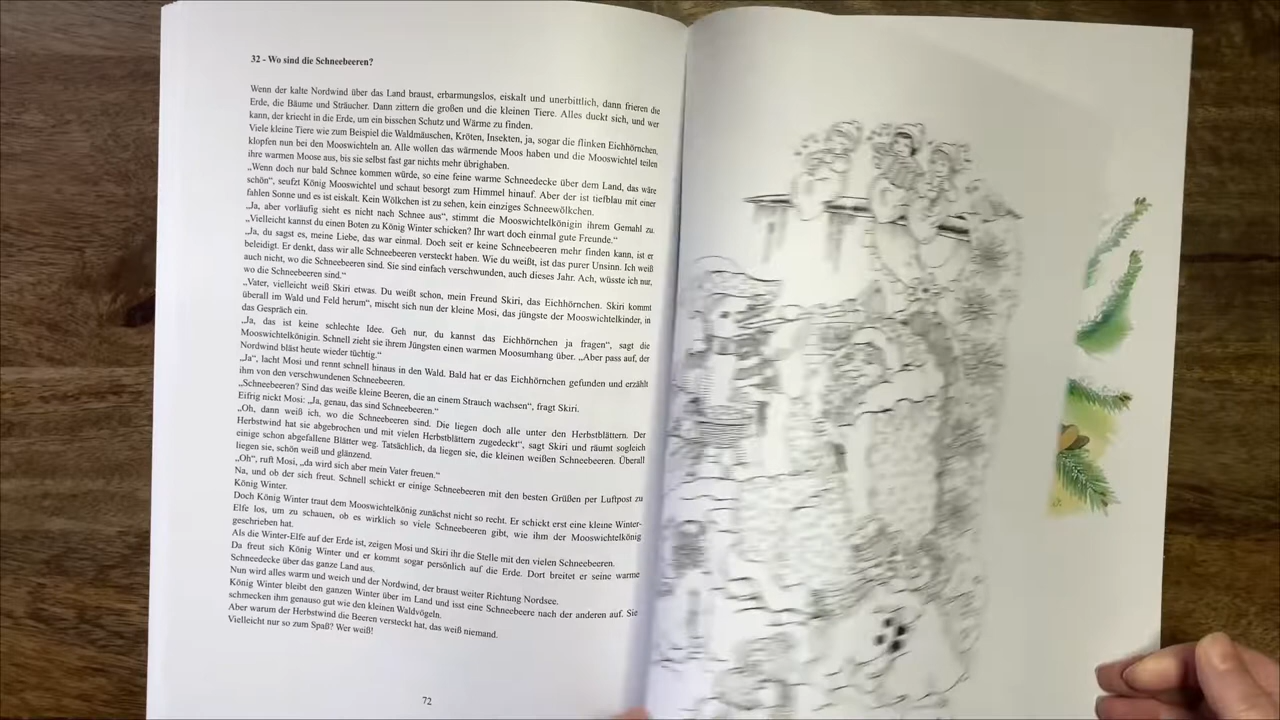 32 - Wo sind die Schneebeeren?
Wenn der kalte Nordwind über das Land braust, erbarmungslos, eiskalt und unerbittlich, dann frieren die
Erde, die Bäume und Sträucher. Dann zittern die großen und die kleinen Tiere. Alles duckt sich, und wer
kann, der kriecht in die Erde, um ein bisschen Schutz und Wärme zu finden.
Viele kleine Tiere wie zum Beispiel die Waldmäuschen, Kröten, Insekten, ja, sogar die flinken Eichhörnchen,
klopfen nun bei den Mooswichteln an. Alle wollen das wärmende Moos haben und die Mooswichtel teilen
ihre warmen Moose aus, bis sie selbst fast gar nichts mehr übrighaben.
„Wenn doch nur bald Schnee kommen würde, so eine feine warme Schneedecke über dem Land, das wäre
schön“, seufzt König Mooswichtel und schaut besorgt zum Himmel hinauf. Aber der ist tiefblau mit einer
fahlen Sonne und es ist eiskalt. Kein Wölkchen ist zu sehen, kein einziges Schneewölkchen.
„Ja, aber vorläufig sieht es nicht nach Schnee aus“, stimmt die Mooswichtelkönigin ihrem Gemahl zu.
„Vielleicht kannst du einen Boten zu König Winter schicken? Ihr wart doch einmal gute Freunde.“
„Ja, du sagst es, meine Liebe, das war einmal. Doch seit er keine Schneebeeren mehr finden kann, ist er
beleidigt. Er denkt, dass wir alle Schneebeeren versteckt haben. Wie du weißt, ist das purer Unsinn. Ich weiß
auch nicht, wo die Schneebeeren sind. Sie sind einfach verschwunden, auch dieses Jahr. Ach, wüsste ich nur,
wo die Schneebeeren sind.“
„Vater, vielleicht weiß Skiri etwas. Du weißt schon, mein Freund Skiri, das Eichhörnchen. Skiri kommt
überall im Wald und Feld herum“, mischt sich nun der kleine Mosi, das jüngste der Mooswichtelkinder, in
das Gespräch ein.
„Ja, das ist keine schlechte Idee. Geh nur, du kannst das Eichhörnchen ja fragen“, sagt die
Mooswichtelkönigin. Schnell zieht sie ihrem Jüngsten einen warmen Moosumhang über. „Aber pass auf, der
Nordwind bläst heute wieder tüchtig.“
„Ja“, lacht Mosi und rennt schnell hinaus in den Wald. Bald hat er das Eichhörnchen gefunden und erzählt
ihm von den verschwundenen Schneebeeren.
„Schneebeeren? Sind das weiße kleine Beeren, die an einem Strauch wachsen“, fragt Skiri.
Eifrig nickt Mosi: „Ja, genau, das sind Schneebeeren.“
„Oh, dann weiß ich, wo die Schneebeeren sind. Die liegen doch alle unter den Herbstblättern. Der
Herbstwind hat sie abgebrochen und mit vielen Herbstblättern zugedeckt“, sagt Skiri und räumt sogleich
einige schon abgefallene Blätter weg. Tatsächlich, da liegen sie, die kleinen weißen Schneebeeren. Überall
liegen sie, schön weiß und glänzend.
„Oh“, ruft Mosi, „da wird sich aber mein Vater freuen.“
Na, und ob der sich freut. Schnell schickt er einige Schneebeeren mit den besten Grüßen per Luftpost zu
König Winter.
Doch König Winter traut dem Mooswichtelkönig zunächst nicht so recht. Er schickt erst eine kleine Winter-
Elfe los, um zu schauen, ob es wirklich so viele Schneebeeren gibt, wie ihm der Mooswichtelkönig
geschrieben hat.
Als die Winter-Elfe auf der Erde ist, zeigen Mosi und Skiri ihr die Stelle mit den vielen Schneebeeren.
Da freut sich König Winter und er kommt sogar persönlich auf die Erde. Dort breitet er seine warme
Schneedecke über das ganze Land aus.
Nun wird alles warm und weich und der Nordwind, der braust weiter Richtung Nordsee.
König Winter bleibt den ganzen Winter über im Land und isst eine Schneebeere nach der anderen auf. Sie
schmecken ihm genauso gut wie den kleinen Waldvögeln.
Aber warum der Herbstwind die Beeren versteckt hat, das weiß niemand.
Vielleicht nur so zum Spaß? Wer weiß!
72